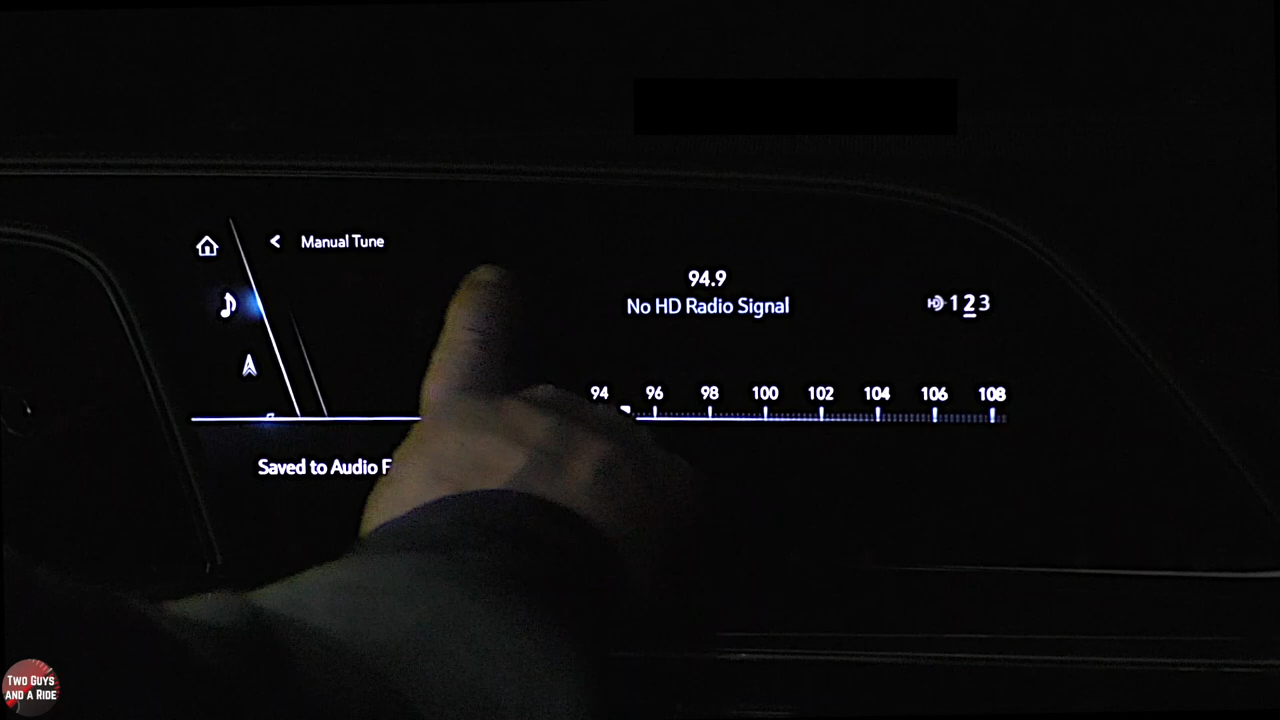 Manual Tune
94.9
No HD Radio Signal
HD 1 2 3
94 96 98 100 102 104 106 108
Saved to Audio F
TWO GUYS
AND A RIDE